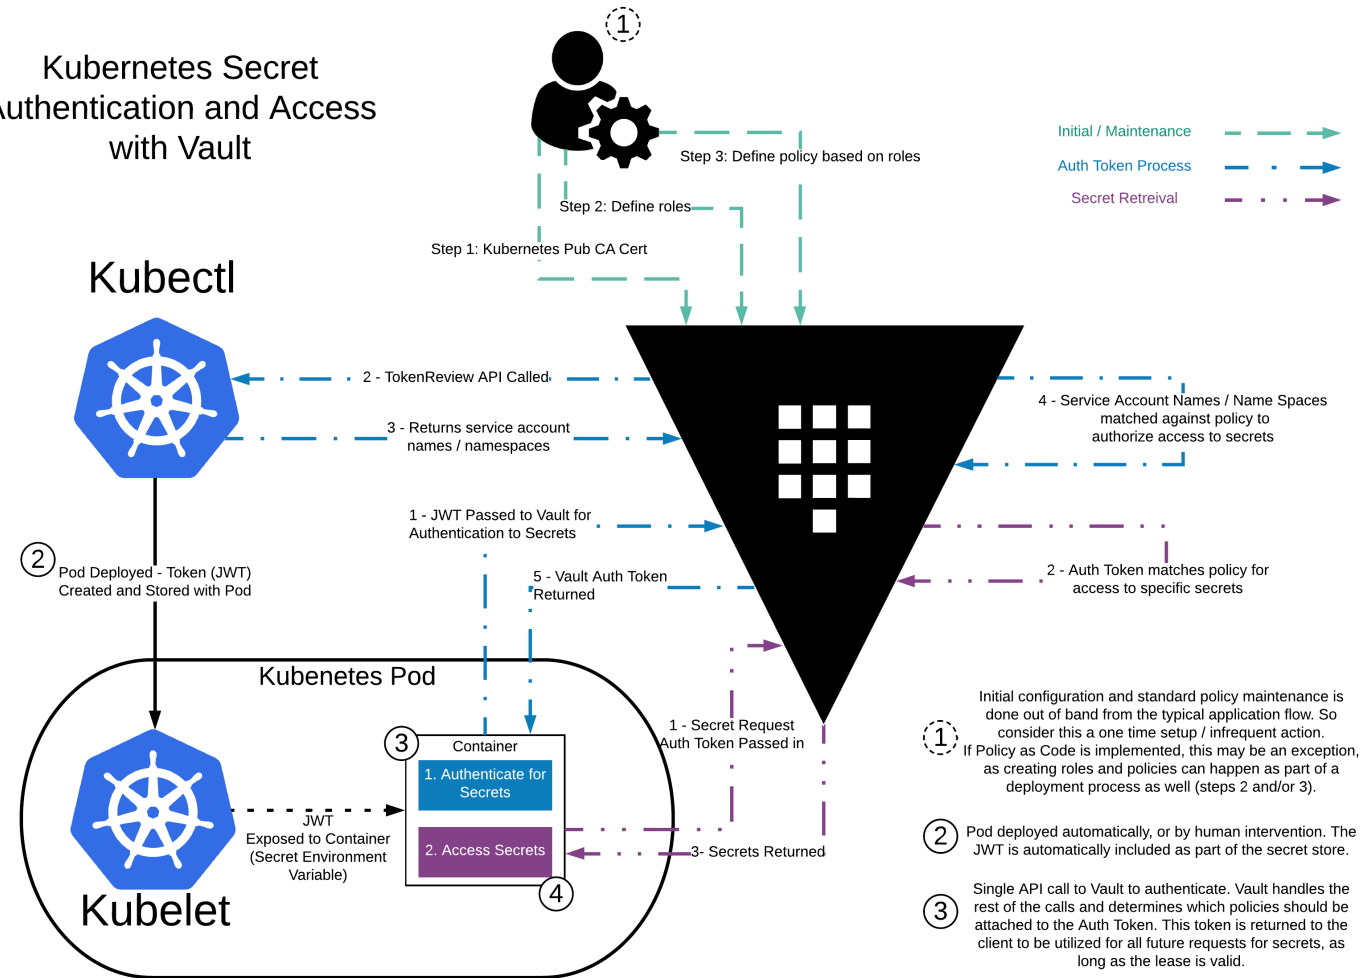 Kubernetes Secret
Authentication and Access
with Vault
1
Step 3: Define policy based on roles
Step 2: Define roles
Step 1: Kubernetes Pub CA Cert
Initial / Maintenance
Auth Token Process
Secret Retreival
Kubectl
2 - TokenReview API Called
3 - Returns service account
names / namespaces
4 - Service Account Names / Name Spaces
matched against policy to
authorize access to secrets
1 - JWT Passed to Vault for
Authentication to Secrets
2
Pod Deployed - Token (JWT)
Created and Stored with Pod
5 - Vault Auth Token
Returned
2 - Auth Token matches policy for
access to specific secrets
Kubenetes Pod
1 - Secret Request
Auth Token Passed in
3
Container
1. Authenticate for
Secrets
2. Access Secrets
4
JWT
Exposed to Container
(Secret Environment
Variable)
3- Secrets Returned
Kubelet
1
Initial configuration and standard policy maintenance is
done out of band from the typical application flow. So
consider this a one time setup / infrequent action.
If Policy as Code is implemented, this may be an exception,
as creating roles and policies can happen as part of a
deployment process as well (steps 2 and/or 3).
2
Pod deployed automatically, or by human intervention. The
JWT is automatically included as part of the secret store.
3
Single API call to Vault to authenticate. Vault handles the
rest of the calls and determines which policies should be
attached to the Auth Token. This token is returned to the
client to be utilized for all future requests for secrets, as
long as the lease is valid.